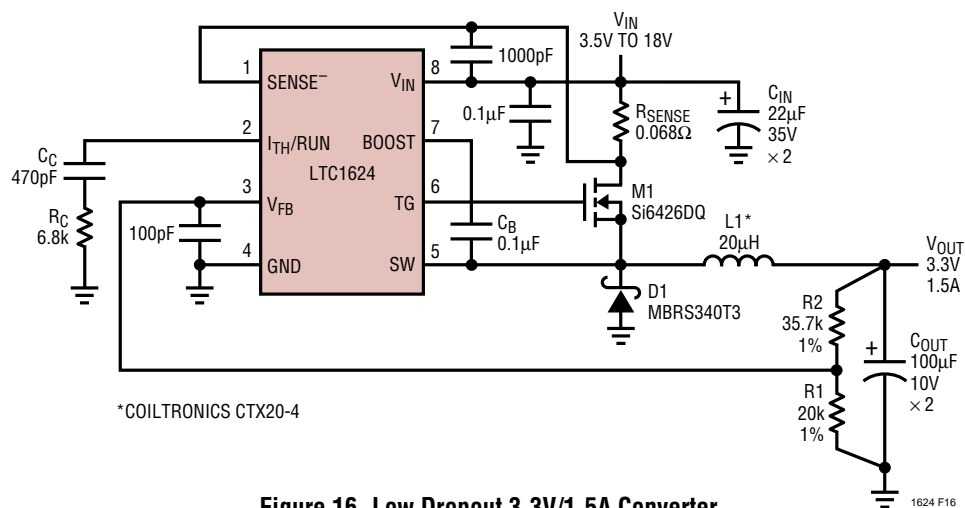 V_IN
3.5V TO 18V
1000pF
1
SENSE⁻
V_IN
8
0.1µF
R_SENSE
0.068Ω
+
C_IN
22µF
35V
× 2
2
I_TH/RUN
BOOST
7
LTC1624
C_C
470pF
3
V_FB
TG
6
M1
Si6426DQ
R_C
6.8k
100pF
C_B
0.1µF
L1*
20µH
4
GND
SW
5
V_OUT
3.3V
1.5A
D1
MBRS340T3
R2
35.7k
1%
+
C_OUT
100µF
10V
× 2
R1
20k
1%
*COILTRONICS CTX20-4
Figure 16. Low Dropout 3.3V/1.5A Converter
1624 F16